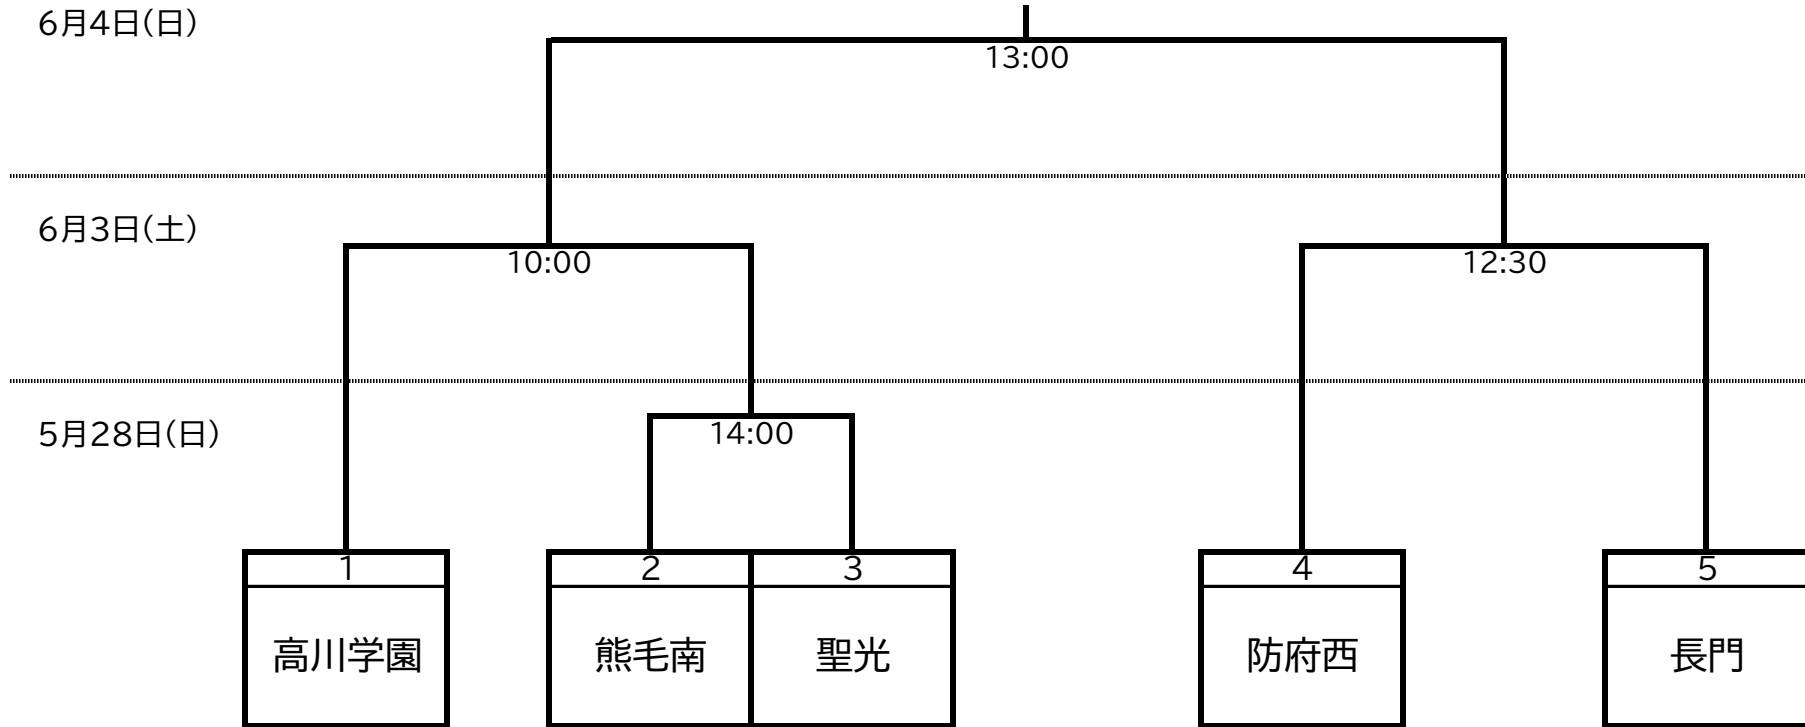 6月4日(日)
13:00
6月3日(土)
10:00
12:30
5月28日(日)
14:00
1
2
3
4
5
高川学園
熊毛南
聖光
防府西
長門